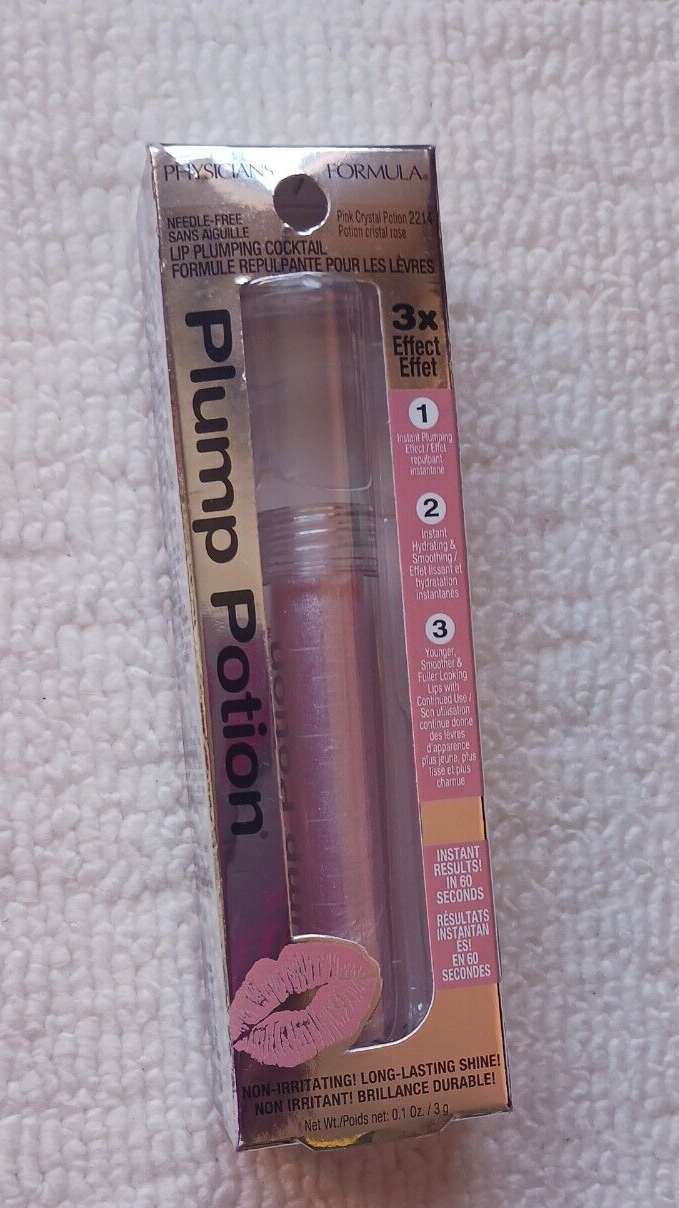 PHYSICIANS FORMULA®
NEEDLE-FREE
SANS AIGUILLE
LIP PLUMPING COCKTAIL
FORMULE REPULPANTE POUR LES LÈVRES
Pink Crystal Potion 2214
Potion cristal rose
Plump Potion®
3x
Effect
Effet
1
Instant Plumping
Effect / Effet
repulpant
instantané
2
Instant
Hydrating &
Smoothing /
Effet lissant et
hydratation
instantanés
3
Younger,
Smoother &
Fuller Looking
Lips with
Continued Use /
Son utilisation
continue donne
des lèvres
d'apparence
plus jeune, plus
lisse et plus
charnue
INSTANT
RESULTS!
IN 60
SECONDS
RÉSULTATS
INSTANTAN
ÉS!
EN 60
SECONDES
NON-IRRITATING! LONG-LASTING SHINE!
NON IRRITANT! BRILLANCE DURABLE!
Net Wt./Poids net: 0.1 Oz. / 3 g